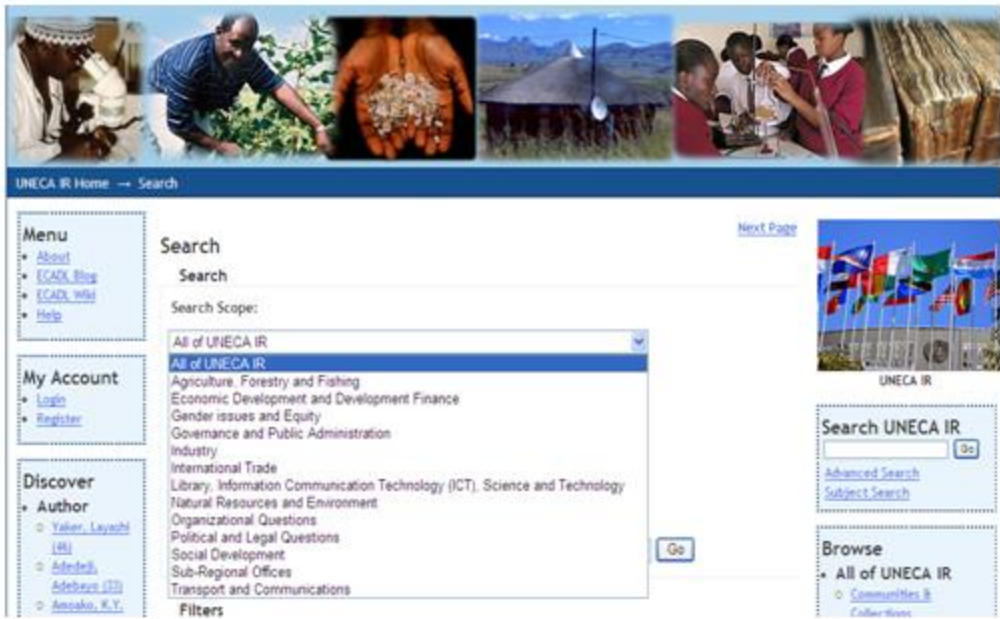 UNECA IR Home → Search
Menu
About
ECADL Blog
ECADL Wiki
Help
My Account
Login
Register
Discover
Author
Yaker, Layashi
(46)
Adedeji,
Adebayo (33)
Amoako, K.Y.
Next Page
Search
Search
Search Scope:
All of UNECA IR
All of UNECA IR
Agriculture, Forestry and Fishing
Economic Development and Development Finance
Gender issues and Equity
Governance and Public Administration
Industry
International Trade
Library, Information Communication Technology (ICT), Science and Technology
Natural Resources and Environment
Organizational Questions
Political and Legal Questions
Social Development
Sub-Regional Offices
Transport and Communications
Go
Filters
UNECA IR
Search UNECA IR
Go
Advanced Search
Subject Search
Browse
All of UNECA IR
Communities &
Collections